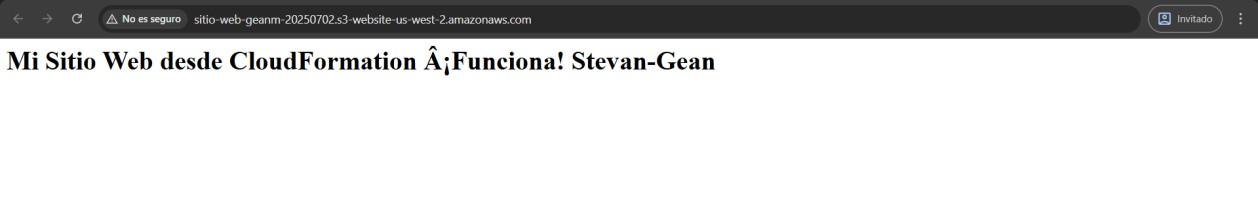 No es seguro sitio-web-geanm-20250702.s3-website-us-west-2.amazonaws.com Invitado
Mi Sitio Web desde CloudFormation Â¡Funciona! Stevan-Gean